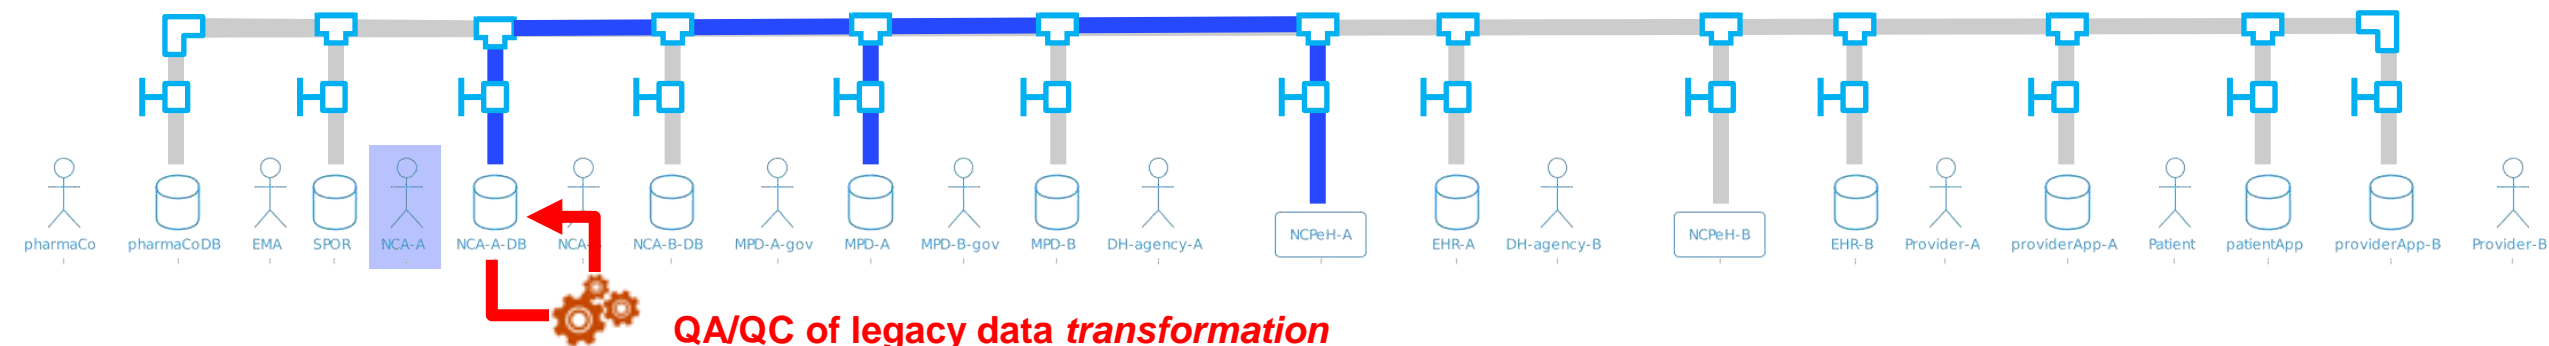 pharmaCo pharmaCoDB EMA SPOR NCA-A NCA-A-DB NCA- NCA-B-DB MPD-A-gov MPD-A MPD-B-gov MPD-B DH-agency-A NCPeH-A EHR-A DH-agency-B NCPeH-B EHR-B Provider-A providerApp-A Patient patientApp providerApp-B Provider-B
QA/QC of legacy data transformation